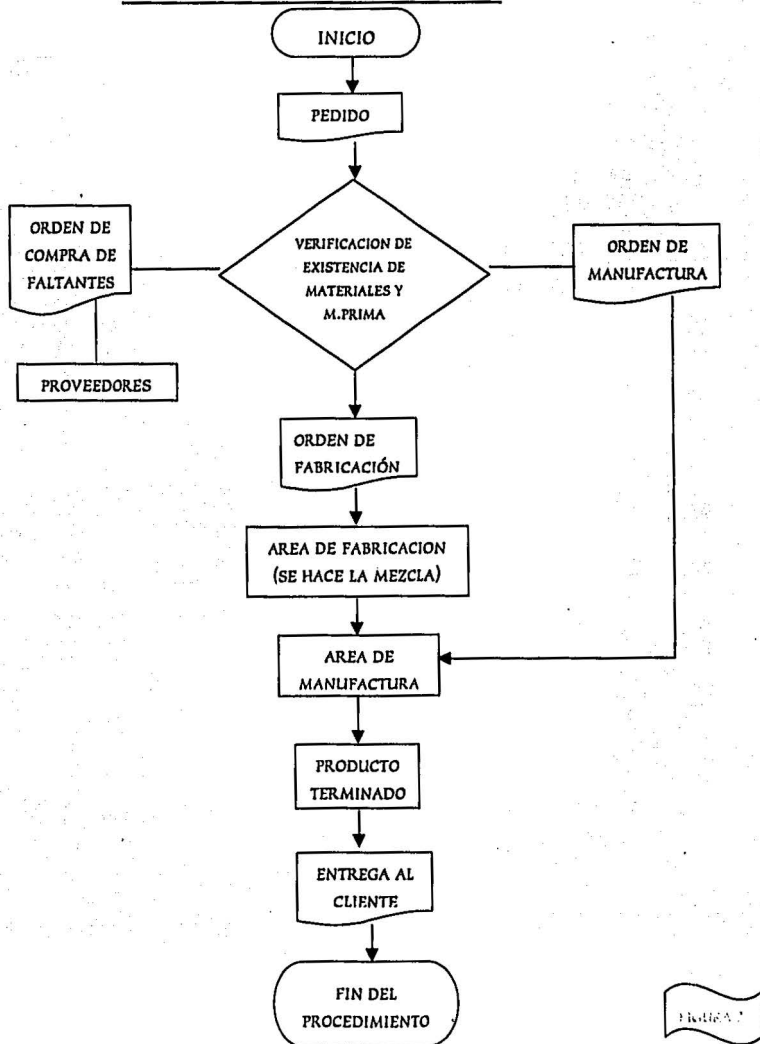 INICIO
PEDIDO
ORDEN DE
COMPRA DE
FALTANTES
VERIFICACION DE
EXISTENCIA DE
MATERIALES Y
M.PRIMA
ORDEN DE
MANUFACTURA
PROVEEDORES
ORDEN DE
FABRICACIÓN
AREA DE FABRICACION
(SE HACE LA MEZCLA)
AREA DE
MANUFACTURA
PRODUCTO
TERMINADO
ENTREGA AL
CLIENTE
FIN DEL
PROCEDIMIENTO